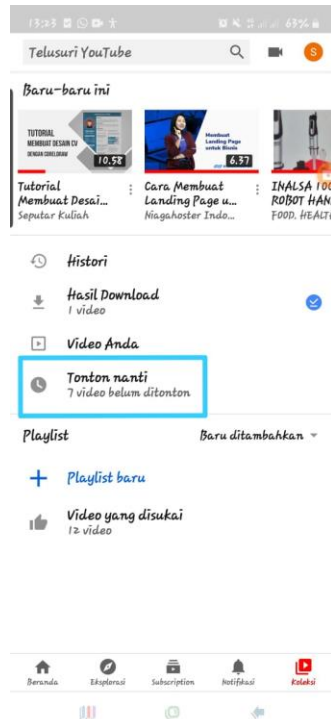 13:23
63%
Telusuri YouTube
S
Baru-baru ini
TUTORIAL
MEMBUAT DESAIN CV
DENGAN CORELDRAW
10.58
Membuat
Landing Page
untuk Bisnis
6.37
Tutorial
Membuat Desai...
Seputar Kuliah
Cara Membuat
Landing Page u...
Niagahoster Indo...
INALSA 100
ROBOT HAN
FOOD, HEALT
Histori
Hasil Download
1 video
Video Anda
Tonton nanti
7 video belum ditonton
Playlist
Baru ditambahkan
Playlist baru
Video yang disukai
12 video
Beranda
Eksplorasi
Subscription
Notifikasi
Koleksi